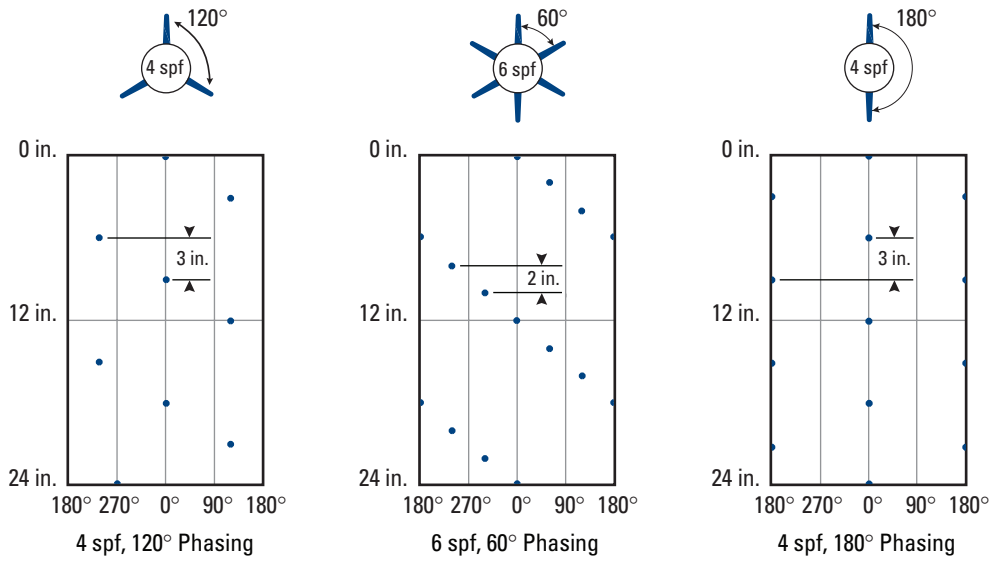 120°
60°
180°
4 spf
6 spf
4 spf
0 in.
3 in.
12 in.
24 in.
180° 270° 0° 90° 180°
4 spf, 120° Phasing
0 in.
2 in.
12 in.
24 in.
180° 270° 0° 90° 180°
6 spf, 60° Phasing
0 in.
3 in.
12 in.
24 in.
180° 270° 0° 90° 180°
4 spf, 180° Phasing